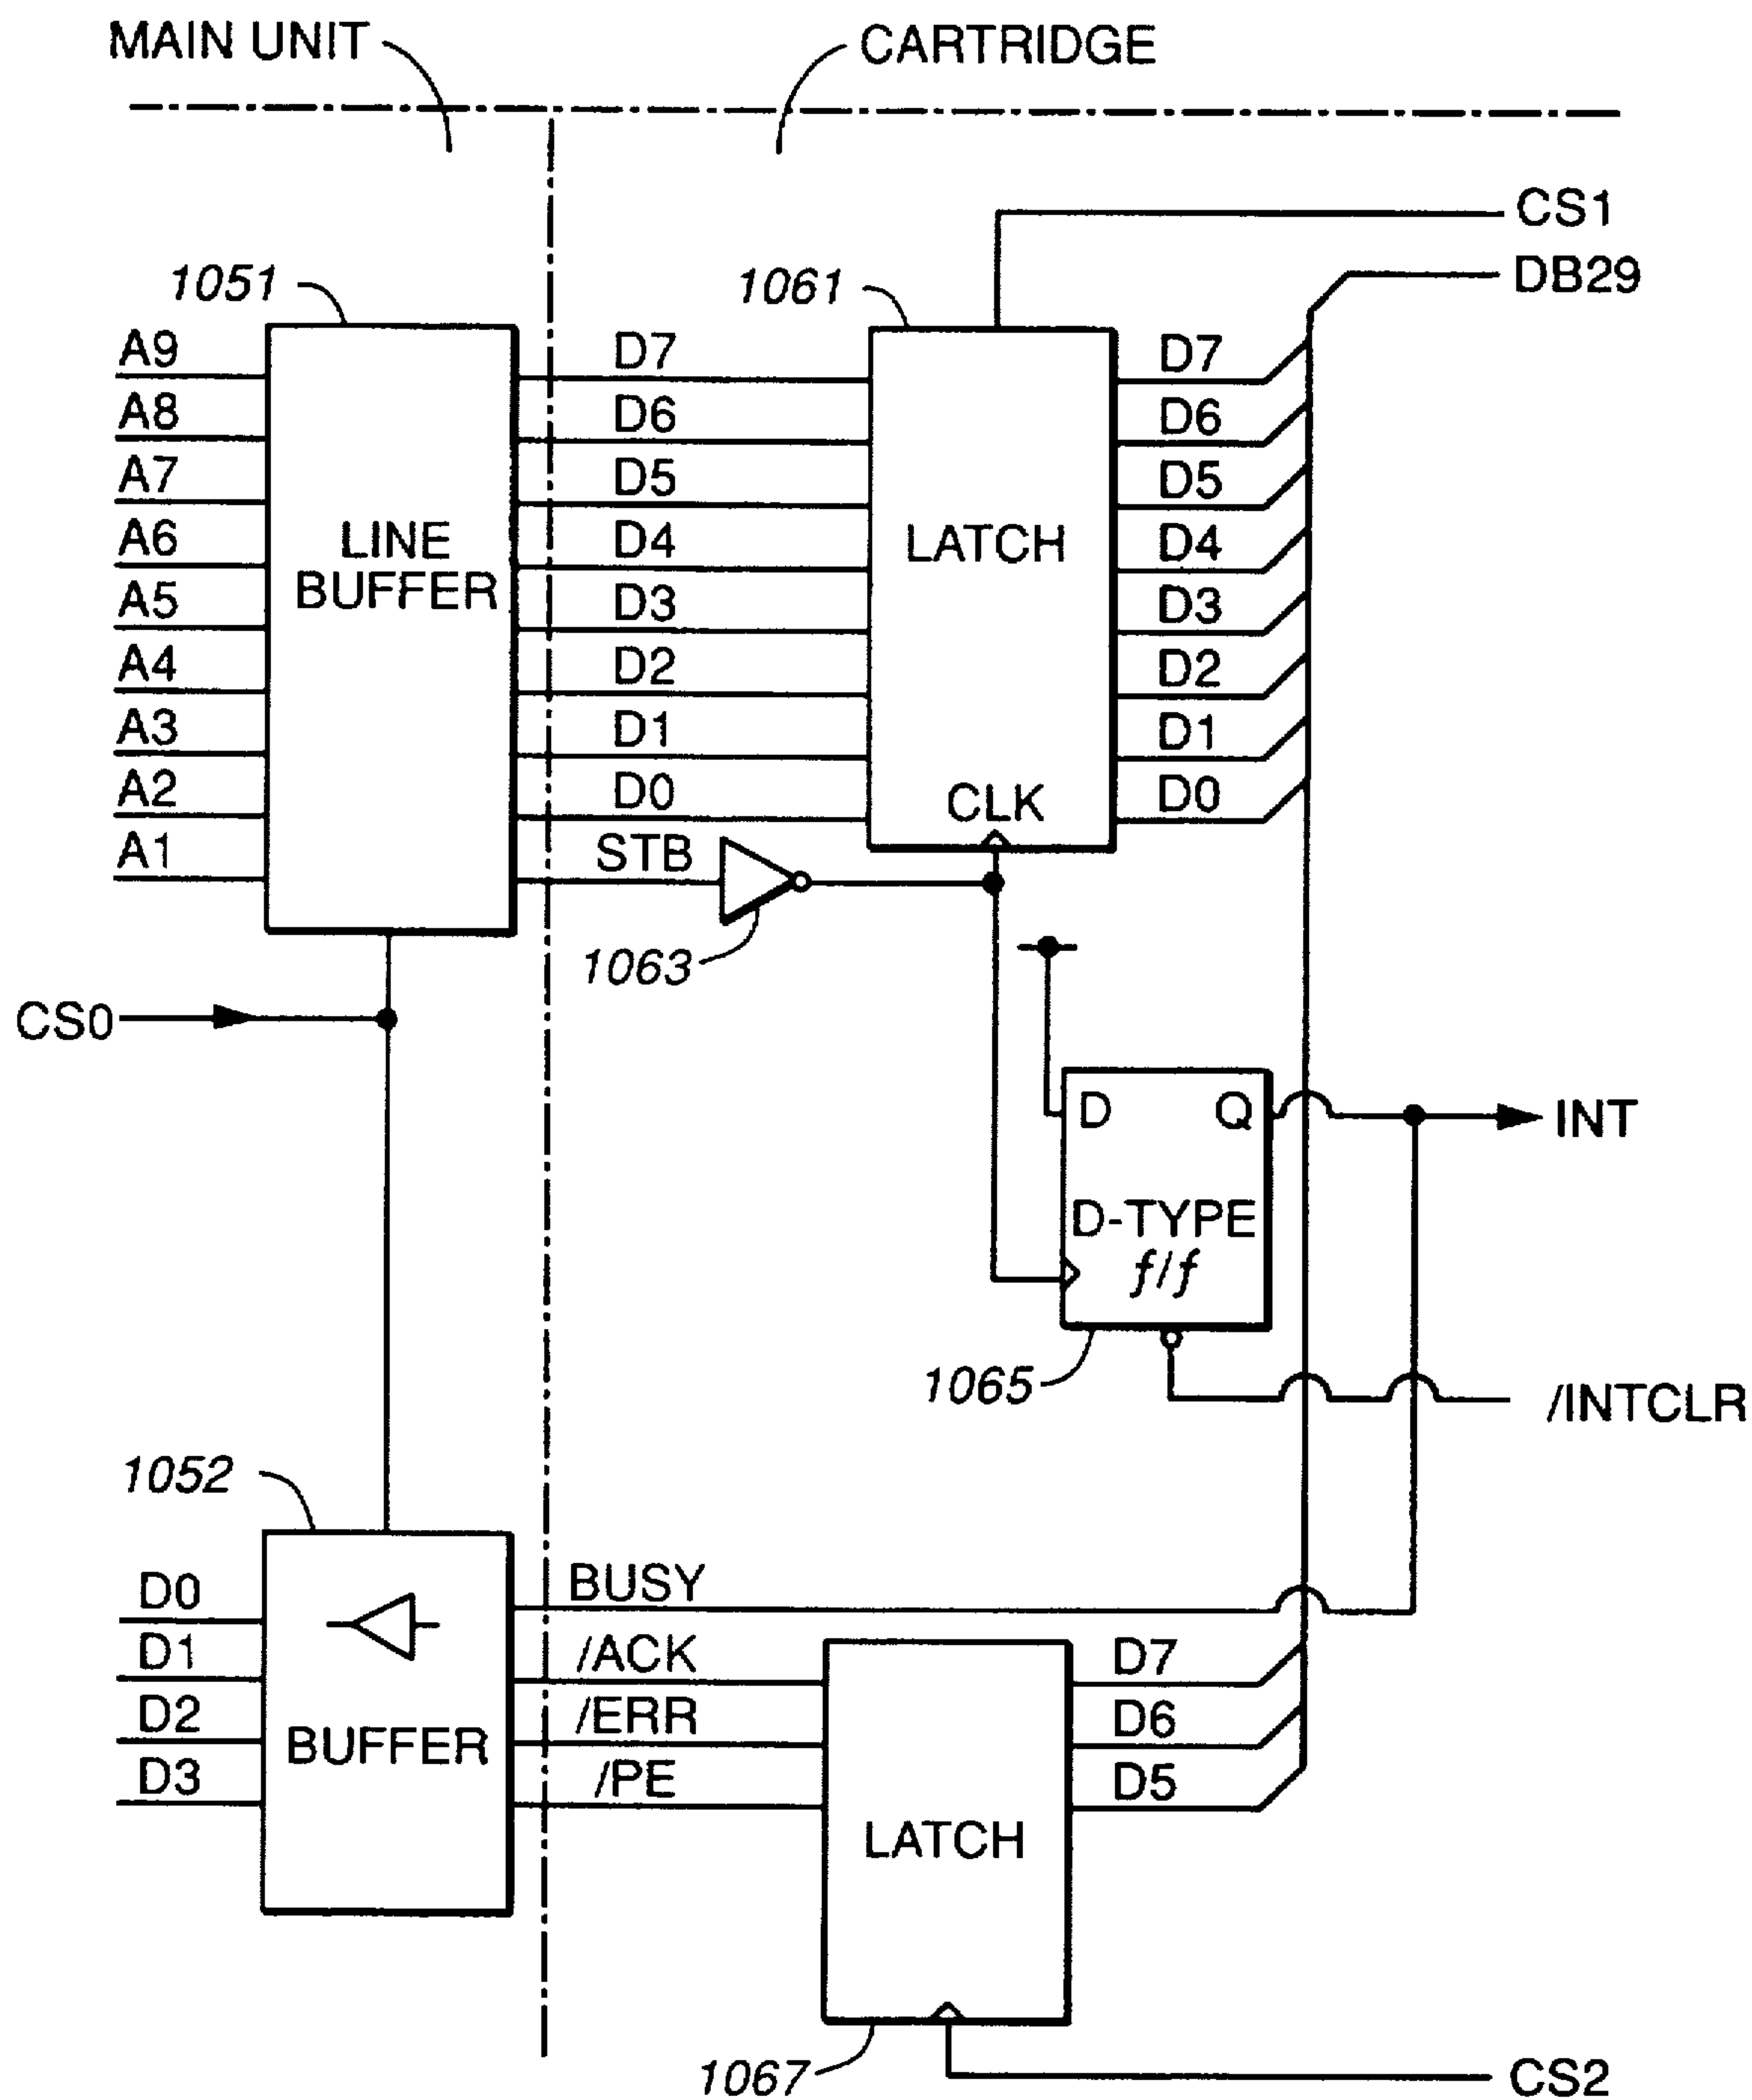 MAIN UNIT
CARTRIDGE
CS1
DB29
1051
1061
A9
D7
D7
A8
D6
D6
A7
D5
D5
A6
LINE BUFFER
D4
LATCH
D4
A5
D3
D3
A4
D2
D2
A3
D1
D1
A2
D0
CLK
D0
A1
STB
1063
CS0
D
Q
INT
D-TYPE
f/f
1065
/INTCLR
1052
D0
BUSY
D1
/ACK
D7
D2
BUFFER
/ERR
D6
D3
/PE
D5
LATCH
1067
CS2